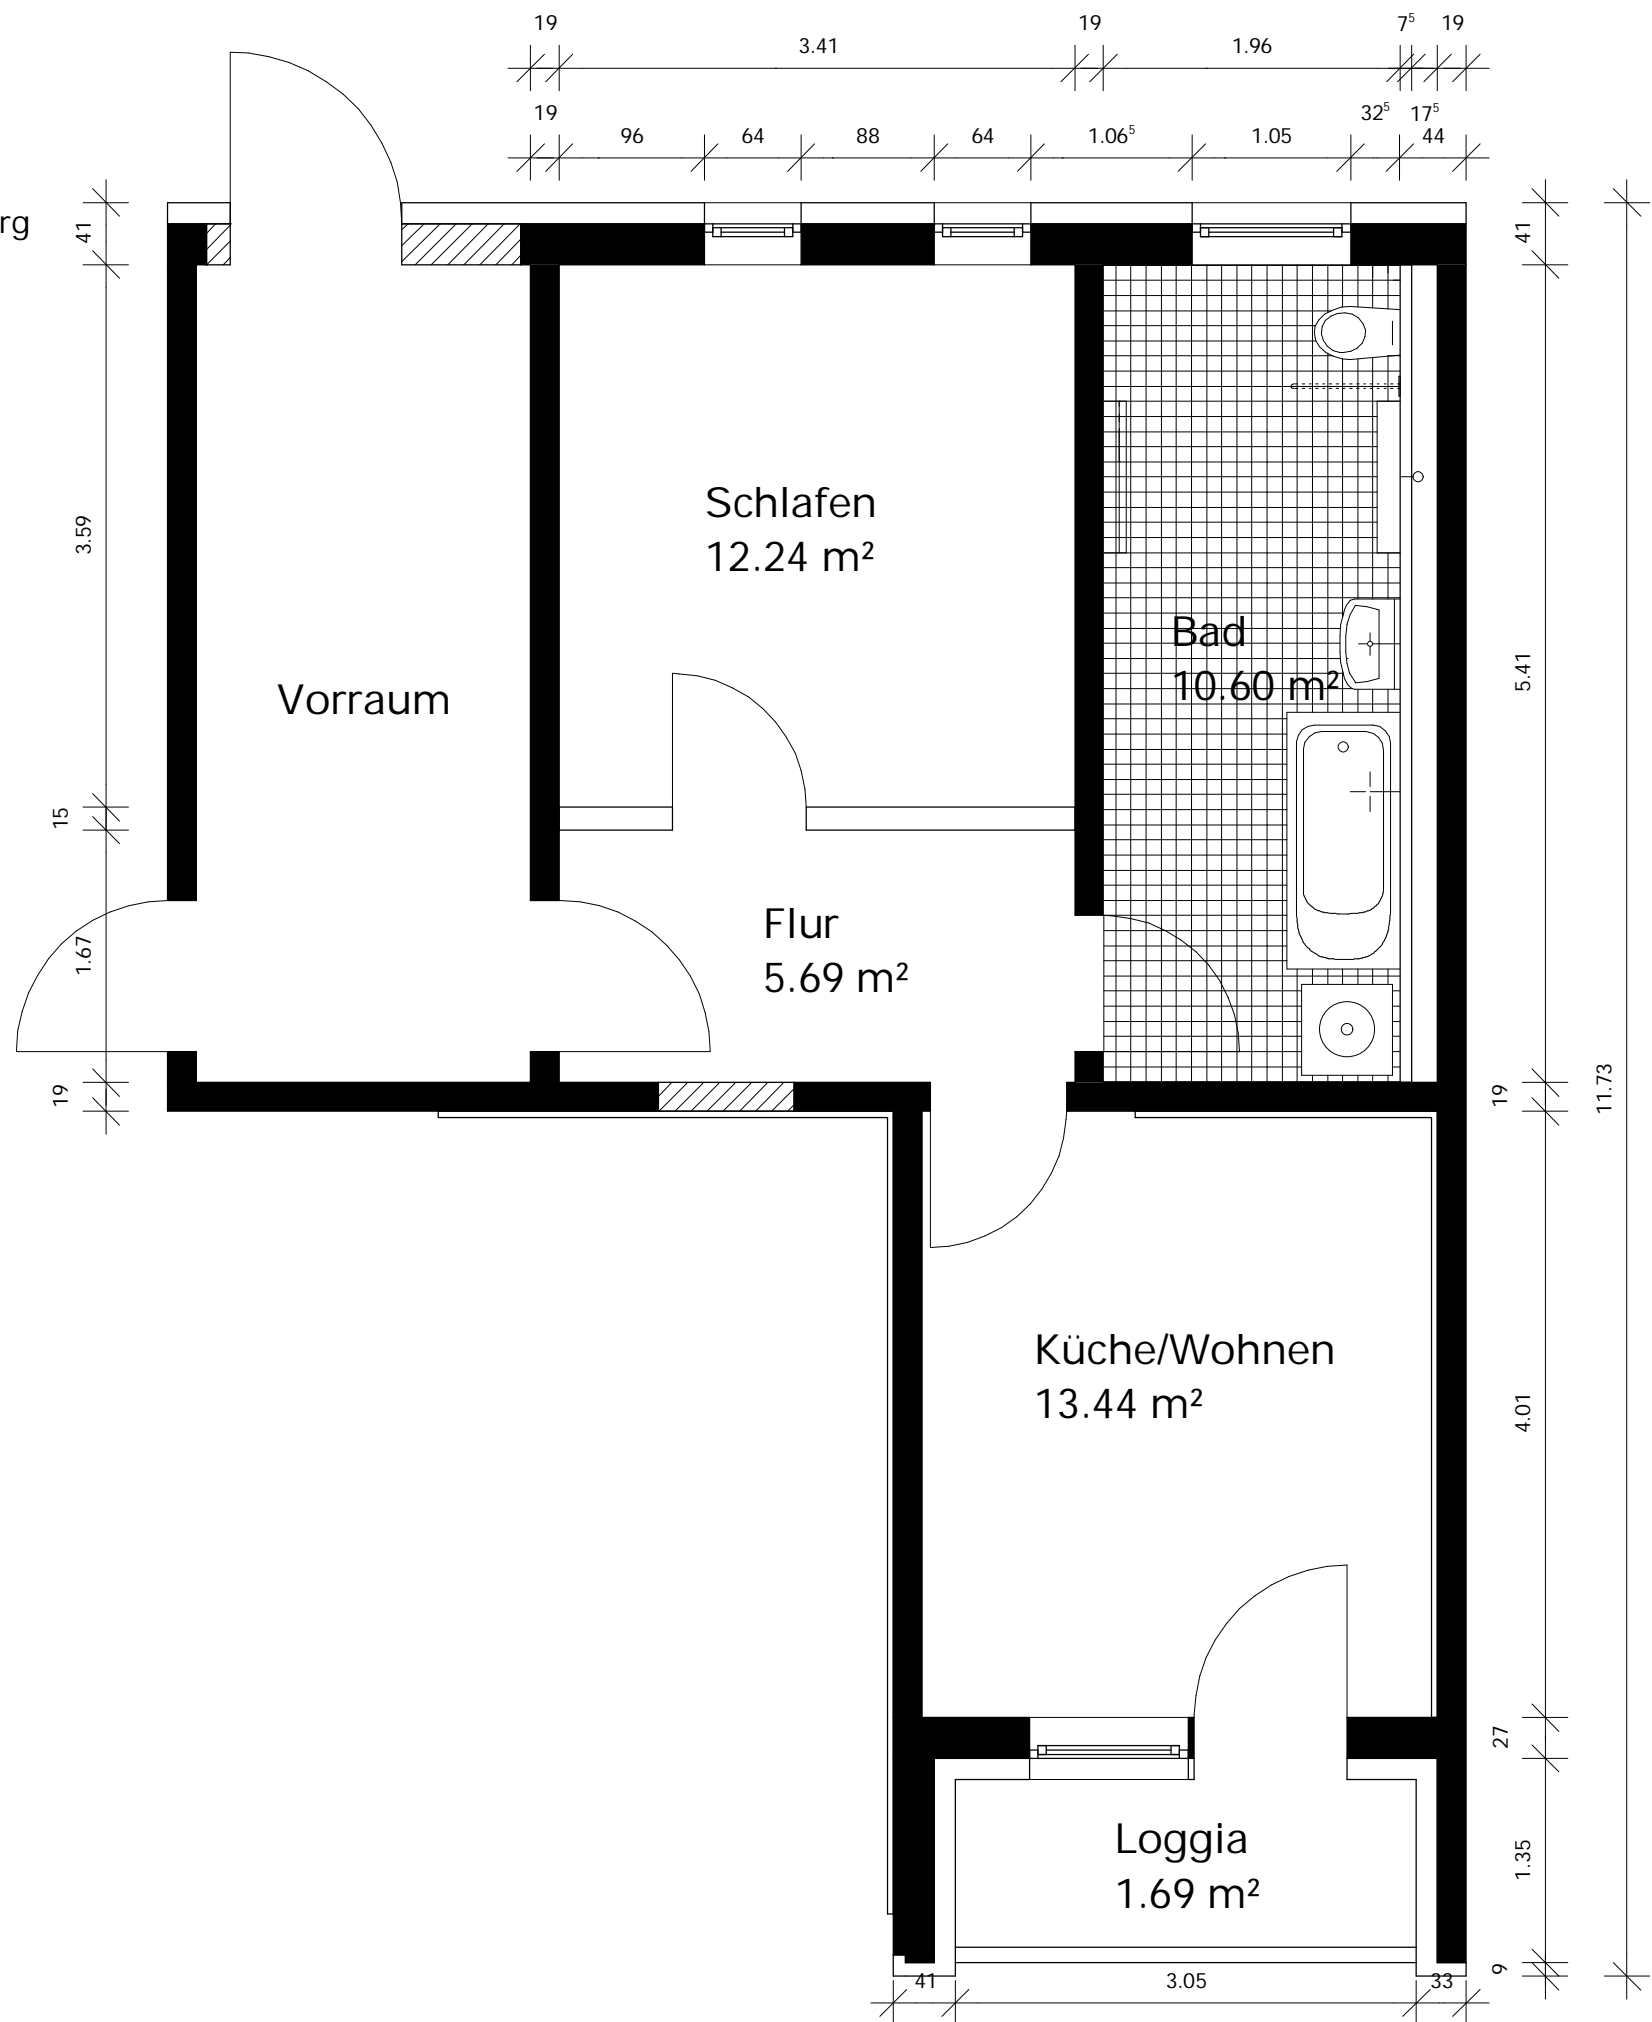 19 19 7⁵ 19
3.41 1.96
19 32⁵ 17⁵
96 64 88 64 1.06⁵ 1.05 44
rg
41
41
Schlafen
12.24 m²
3.59
Bad
10.60 m²
5.41
Vorraum
15
Flur
5.69 m²
1.67
19
19
11.73
Küche/Wohnen
13.44 m²
4.01
27
Loggia
1.69 m²
1.35
9
41 3.05 33